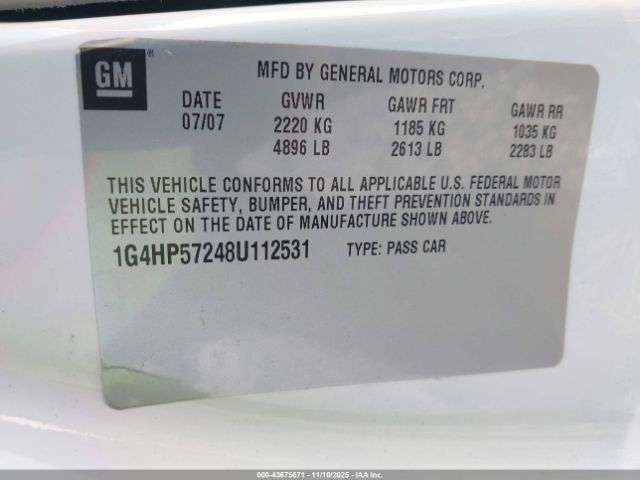 GM®
MFD BY GENERAL MOTORS CORP.
DATE GVWR GAWR FRT GAWR RR
07/07 2220 KG 1185 KG 1035 KG
4896 LB 2613 LB 2283 LB
THIS VEHICLE CONFORMS TO ALL APPLICABLE U.S. FEDERAL MOTOR
VEHICLE SAFETY, BUMPER, AND THEFT PREVENTION STANDARDS IN
EFFECT ON THE DATE OF MANUFACTURE SHOWN ABOVE.
1G4HP57248U112531 TYPE: PASS CAR
000-43675671 - 11/10/2025 - IAA Inc.